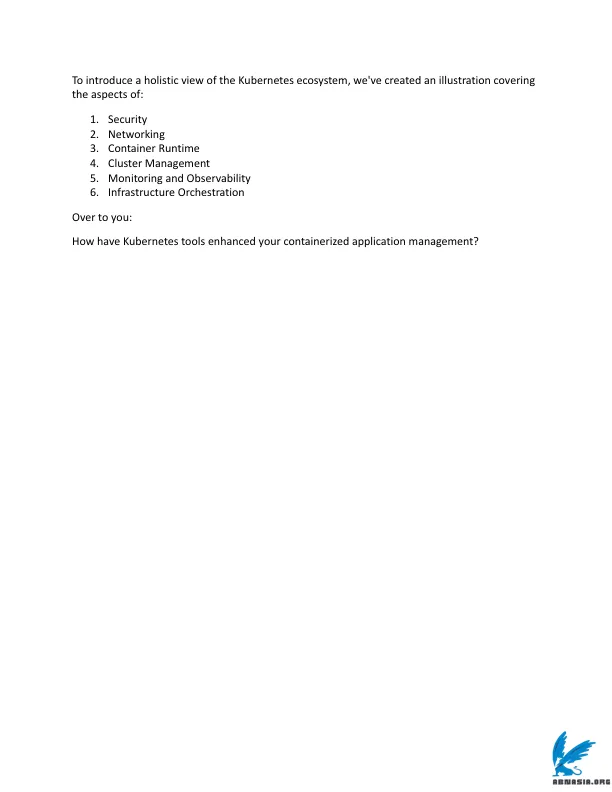 To introduce a holistic view of the Kubernetes ecosystem, we've created an illustration covering
the aspects of:
1. Security
2. Networking
3. Container Runtime
4. Cluster Management
5. Monitoring and Observability
6. Infrastructure Orchestration
Over to you:
How have Kubernetes tools enhanced your containerized application management?
ABNASIA.ORG